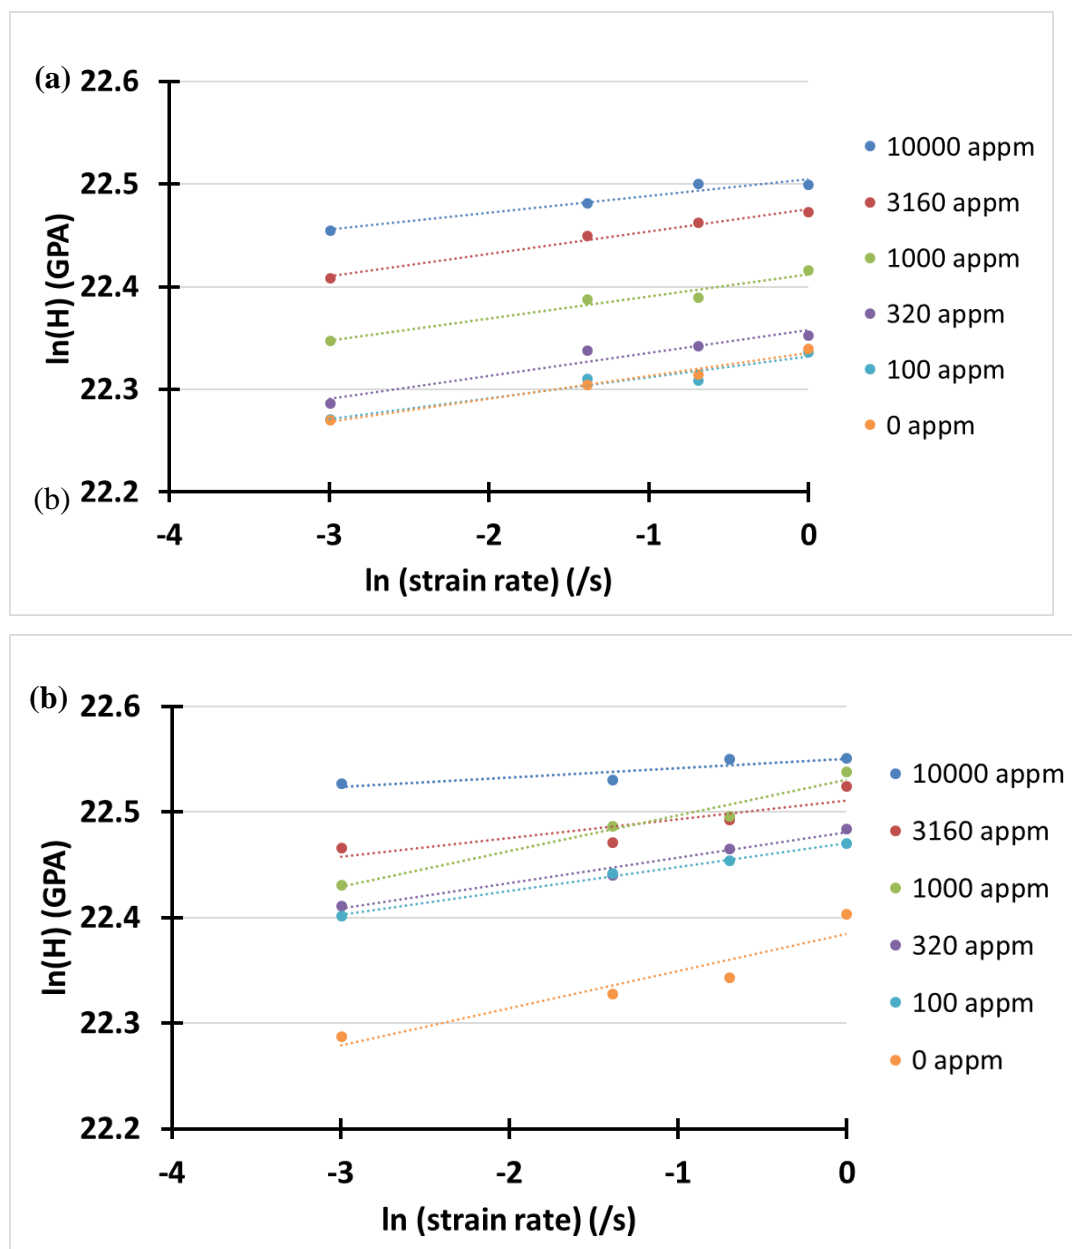 (a)
22.6
22.5
22.4
22.3
22.2
ln(H) (GPA)
(b)
-4 -3 -2 -1 0
ln (strain rate) (/s)
10000 appm
3160 appm
1000 appm
320 appm
100 appm
0 appm
(b)
22.6
22.5
22.4
22.3
22.2
ln(H) (GPA)
-4 -3 -2 -1 0
ln (strain rate) (/s)
10000 appm
3160 appm
1000 appm
320 appm
100 appm
0 appm